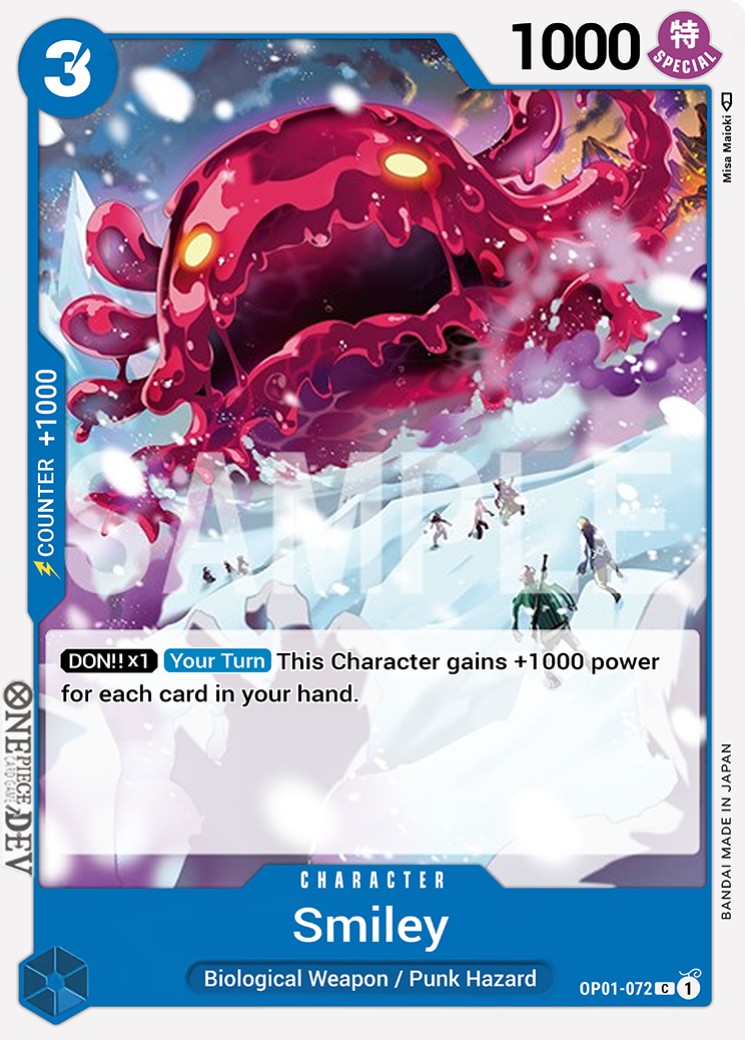 3
1000
特
SPECIAL
Misa Maioki
COUNTER +1000
SAMPLE
DON!! ×1 Your Turn This Character gains +1000 power
for each card in your hand.
ONE PIECE
CARD GAME
DEV
BANDAI MADE IN JAPAN
CHARACTER
Smiley
Biological Weapon / Punk Hazard
OP01-072 C 1